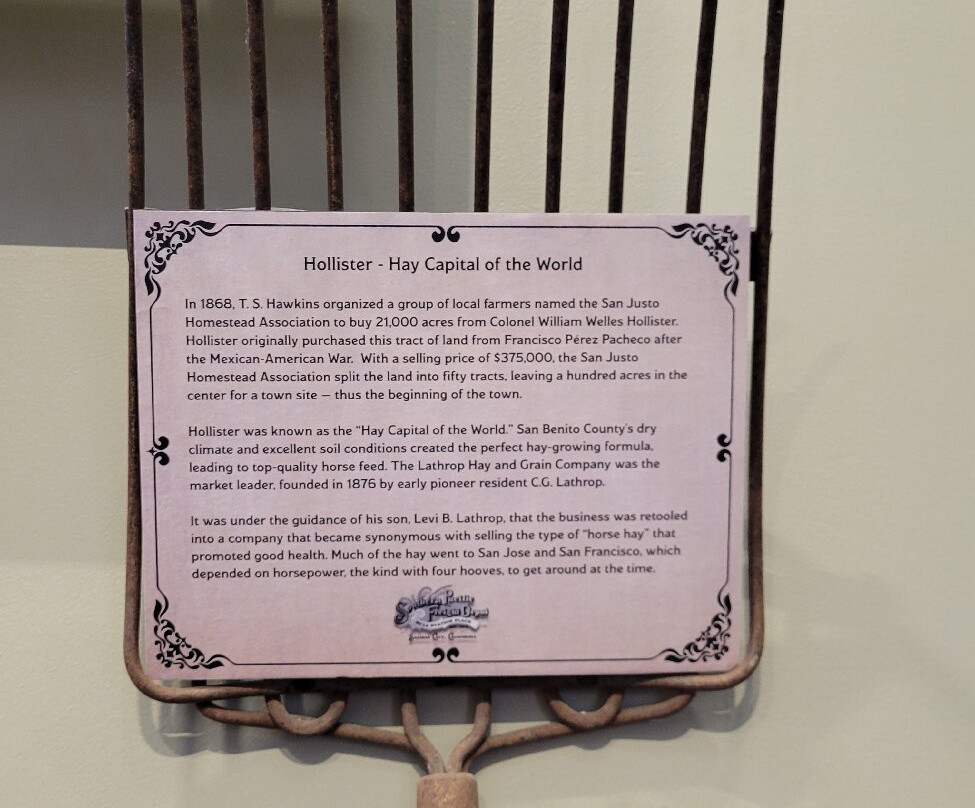 Hollister - Hay Capital of the World
In 1868, T. S. Hawkins organized a group of local farmers named the San Justo
Homestead Association to buy 21,000 acres from Colonel William Welles Hollister.
Hollister originally purchased this tract of land from Francisco Pérez Pacheco after
the Mexican-American War. With a selling price of $375,000, the San Justo
Homestead Association split the land into fifty tracts, leaving a hundred acres in the
center for a town site – thus the beginning of the town.
Hollister was known as the “Hay Capital of the World.” San Benito County's dry
climate and excellent soil conditions created the perfect hay-growing formula,
leading to top-quality horse feed. The Lathrop Hay and Grain Company was the
market leader, founded in 1876 by early pioneer resident C.G. Lathrop.
It was under the guidance of his son, Levi B. Lathrop, that the business was retooled
into a company that became synonymous with selling the type of “horse hay” that
promoted good health. Much of the hay went to San Jose and San Francisco, which
depended on horsepower, the kind with four hooves, to get around at the time.
Southern Pacific
Freight Depot